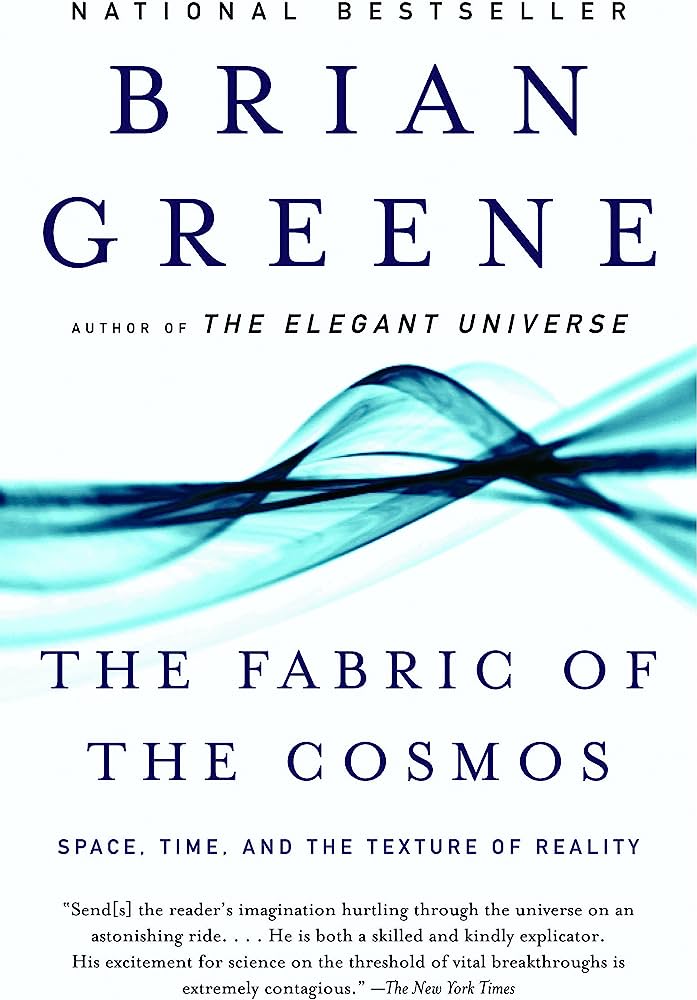 NATIONAL BESTSELLER
BRIAN
GREENE
AUTHOR OF THE ELEGANT UNIVERSE
THE FABRIC OF
THE COSMOS
SPACE, TIME, AND THE TEXTURE OF REALITY
“Send[s] the reader’s imagination hurtling through the universe on an
astonishing ride. . . . He is both a skilled and kindly explicator.
His excitement for science on the threshold of vital breakthroughs is
extremely contagious.” —The New York Times